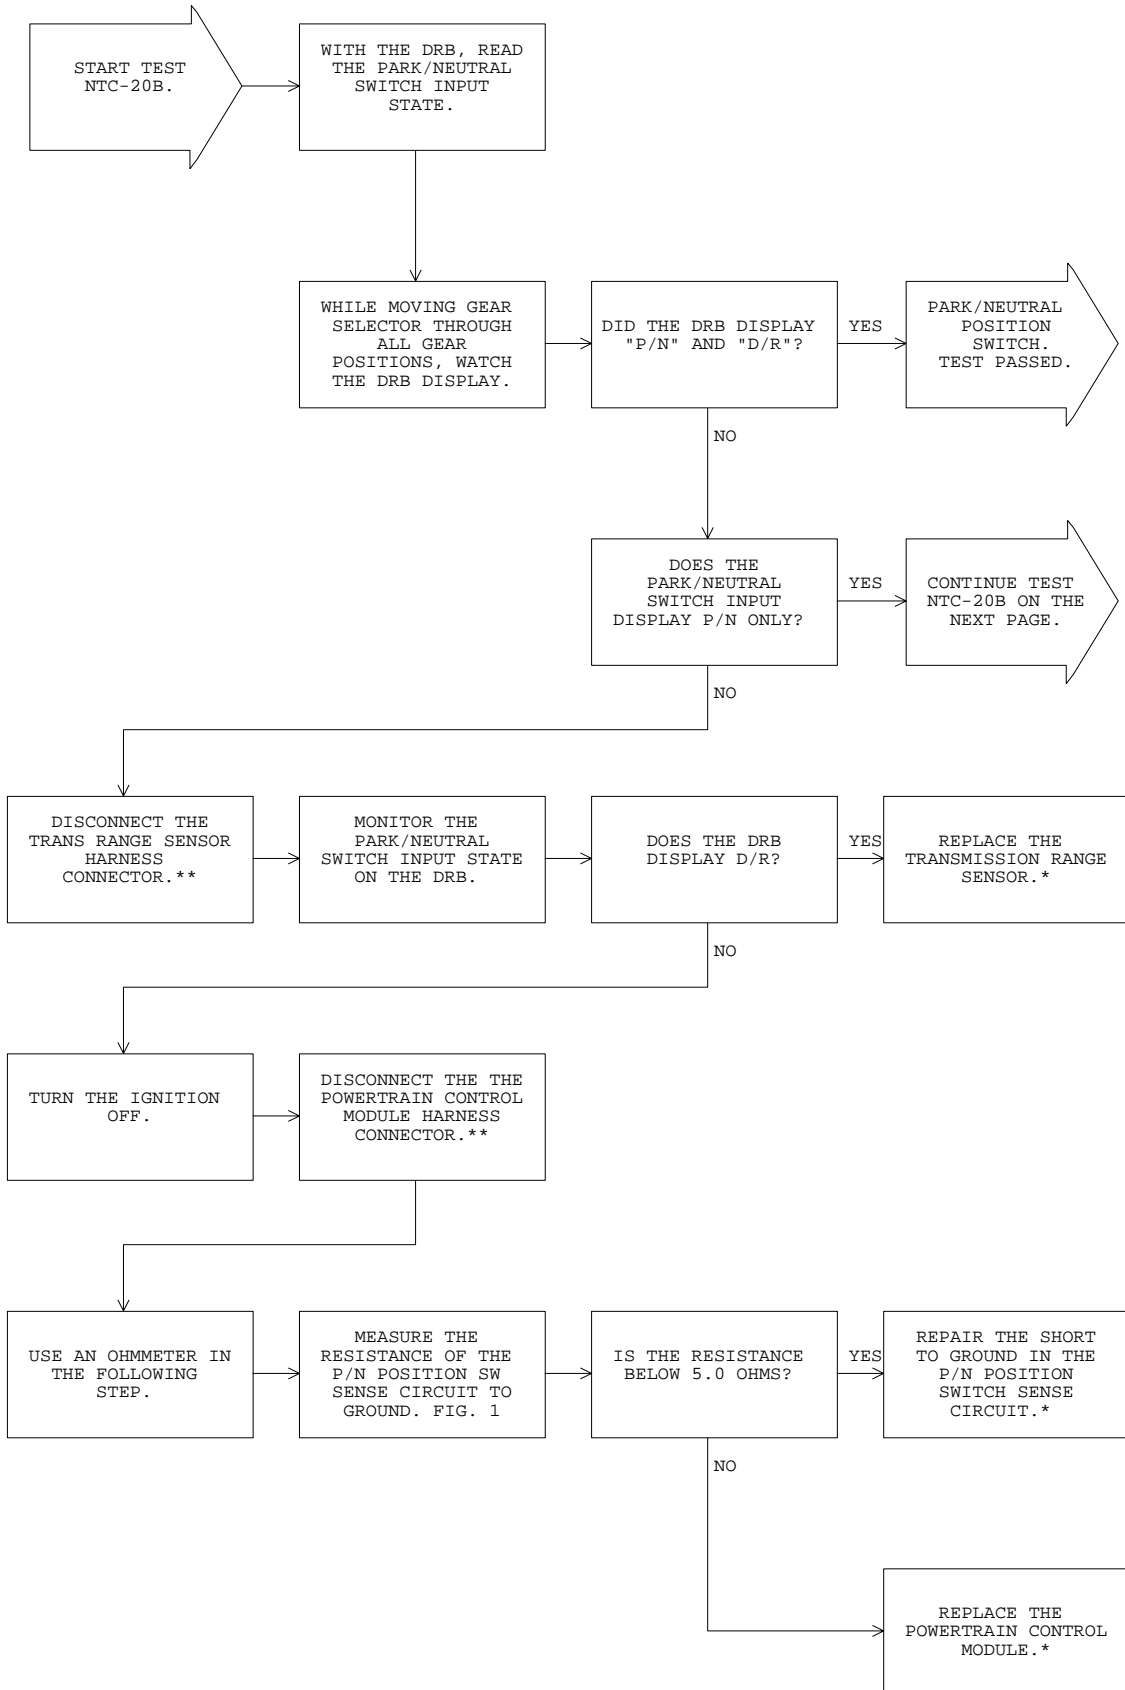 START TEST
NTC-20B.
WITH THE DRB, READ
THE PARK/NEUTRAL
SWITCH INPUT
STATE.
WHILE MOVING GEAR
SELECTOR THROUGH
ALL GEAR
POSITIONS, WATCH
THE DRB DISPLAY.
DID THE DRB DISPLAY
"P/N" AND "D/R"?
YES
PARK/NEUTRAL
POSITION
SWITCH.
TEST PASSED.
NO
DOES THE
PARK/NEUTRAL
SWITCH INPUT
DISPLAY P/N ONLY?
YES
CONTINUE TEST
NTC-20B ON THE
NEXT PAGE.
NO
DISCONNECT THE
TRANS RANGE SENSOR
HARNESS
CONNECTOR.**
MONITOR THE
PARK/NEUTRAL
SWITCH INPUT STATE
ON THE DRB.
DOES THE DRB
DISPLAY D/R?
YES
REPLACE THE
TRANSMISSION RANGE
SENSOR.*
NO
TURN THE IGNITION
OFF.
DISCONNECT THE THE
POWERTRAIN CONTROL
MODULE HARNESS
CONNECTOR.**
USE AN OHMMETER IN
THE FOLLOWING
STEP.
MEASURE THE
RESISTANCE OF THE
P/N POSITION SW
SENSE CIRCUIT TO
GROUND. FIG. 1
IS THE RESISTANCE
BELOW 5.0 OHMS?
YES
REPAIR THE SHORT
TO GROUND IN THE
P/N POSITION
SWITCH SENSE
CIRCUIT.*
NO
REPLACE THE
POWERTRAIN CONTROL
MODULE.*